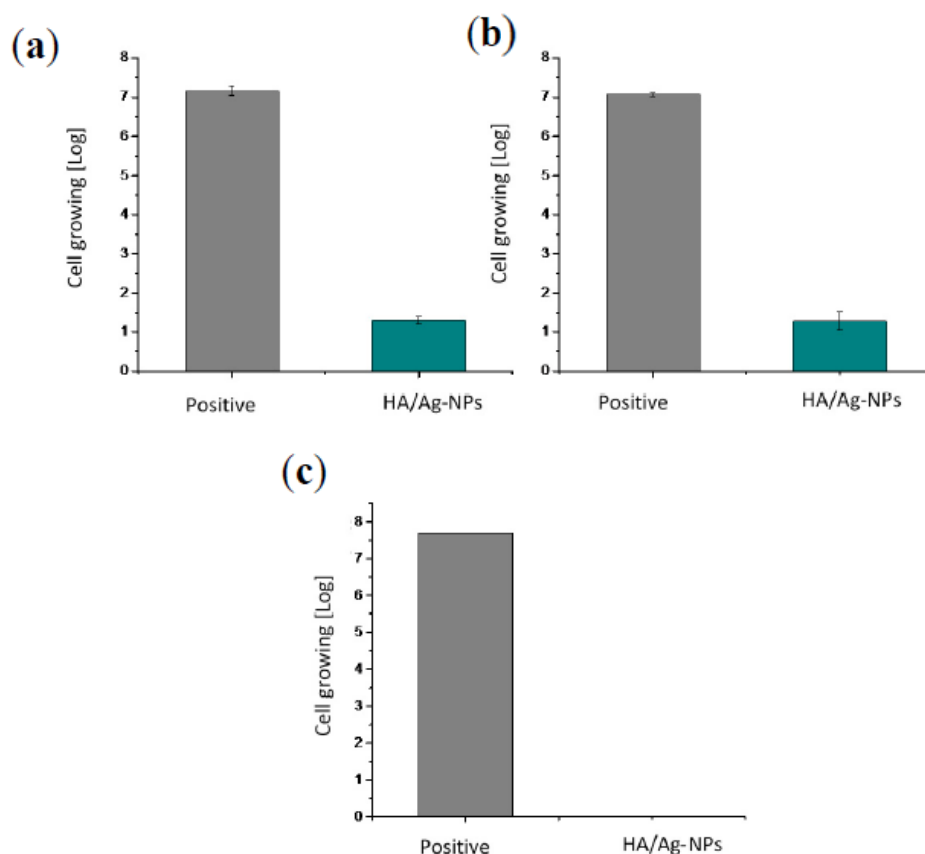 (a)
8
7
6
5
4
3
2
1
0
Cell growing [Log]
Positive
HA/Ag-NPs
(b)
8
7
6
5
4
3
2
1
0
Cell growing [Log]
Positive
HA/Ag-NPs
(c)
8
7
6
5
4
3
2
1
0
Cell growing [Log]
Positive
HA/Ag-NPs